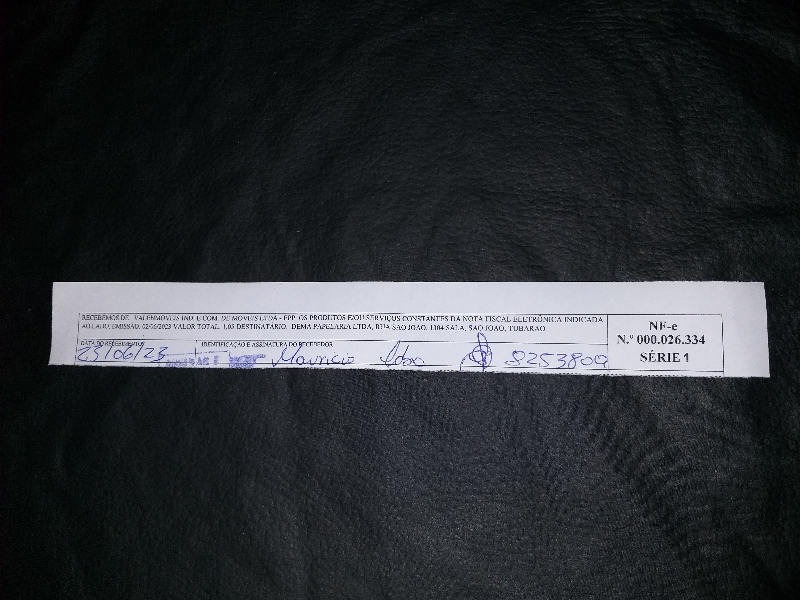 RECEBEMOS DE VALENMÓVEIS IND. E COM. DE MOVEIS LTDA - EPP OS PRODUTOS E/OU SERVIÇOS CONSTANTES DA NOTA FISCAL ELETRÔNICA INDICADA
AO LADO. EMISSÃO: 02/06/2023 VALOR TOTAL: 1,05 DESTINATÁRIO: DEMA PAPELARIA LTDA, RUA SAO JOAO, 1304 SALA, SAO JOAO, TUBARAO
DATA DO RECEBIMENTO
IDENTIFICAÇÃO E ASSINATURA DO RECEBEDOR
23/06/23
Mauricio 9253809
NF-e
N.º 000.026.334
SÉRIE 1